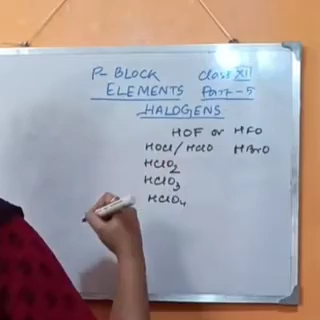 P-BLOCK Class XII
ELEMENTS Part-5
HALOGENS
HOF or HFO
HOCl/HClO HBrO
HClO2
HClO3
HClO4